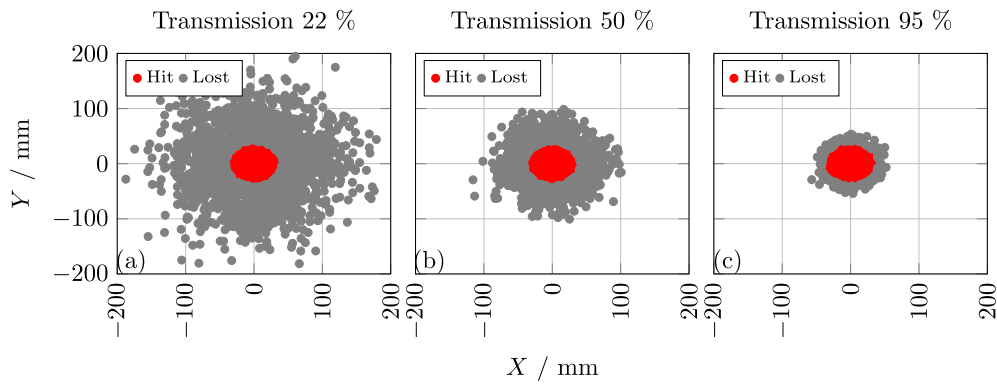 Transmission 22 %
Transmission 50 %
Transmission 95 %
Hit Lost
Hit Lost
Hit Lost
200
100
0
−100
−200
Y / mm
(a)
(b)
(c)
−200 −100 0 100 200
−200 −100 0 100 200
−200 −100 0 100 200
X / mm